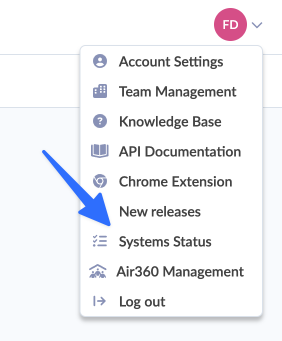 FD
Account Settings
Team Management
Knowledge Base
API Documentation
Chrome Extension
New releases
Systems Status
Air360 Management
Log out